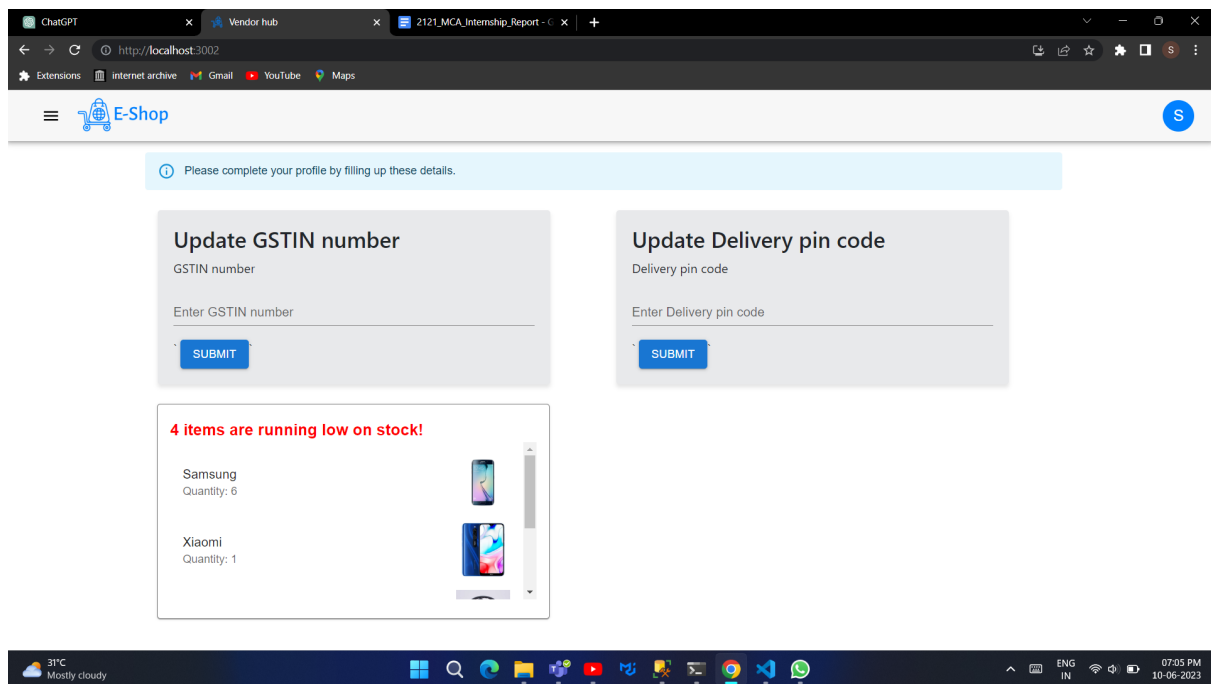 ChatGPT
Vendor hub
2121_MCA_Internship_Report - G
http://localhost:3002
S
Extensions
internet archive
Gmail
YouTube
Maps
E-Shop
S
Please complete your profile by filling up these details.
Update GSTIN number
GSTIN number
Enter GSTIN number
` SUBMIT `
Update Delivery pin code
Delivery pin code
Enter Delivery pin code
` SUBMIT `
4 items are running low on stock!
Samsung
Quantity: 6
Xiaomi
Quantity: 1
31°C
Mostly cloudy
ENG
IN
07:05 PM
10-06-2023